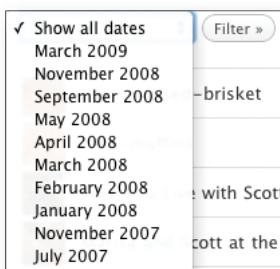 ✓ Show all dates
Filter »
March 2009
November 2008
September 2008
-brisket
May 2008
April 2008
March 2008
February 2008
with Scott
January 2008
November 2007
cott at the
July 2007